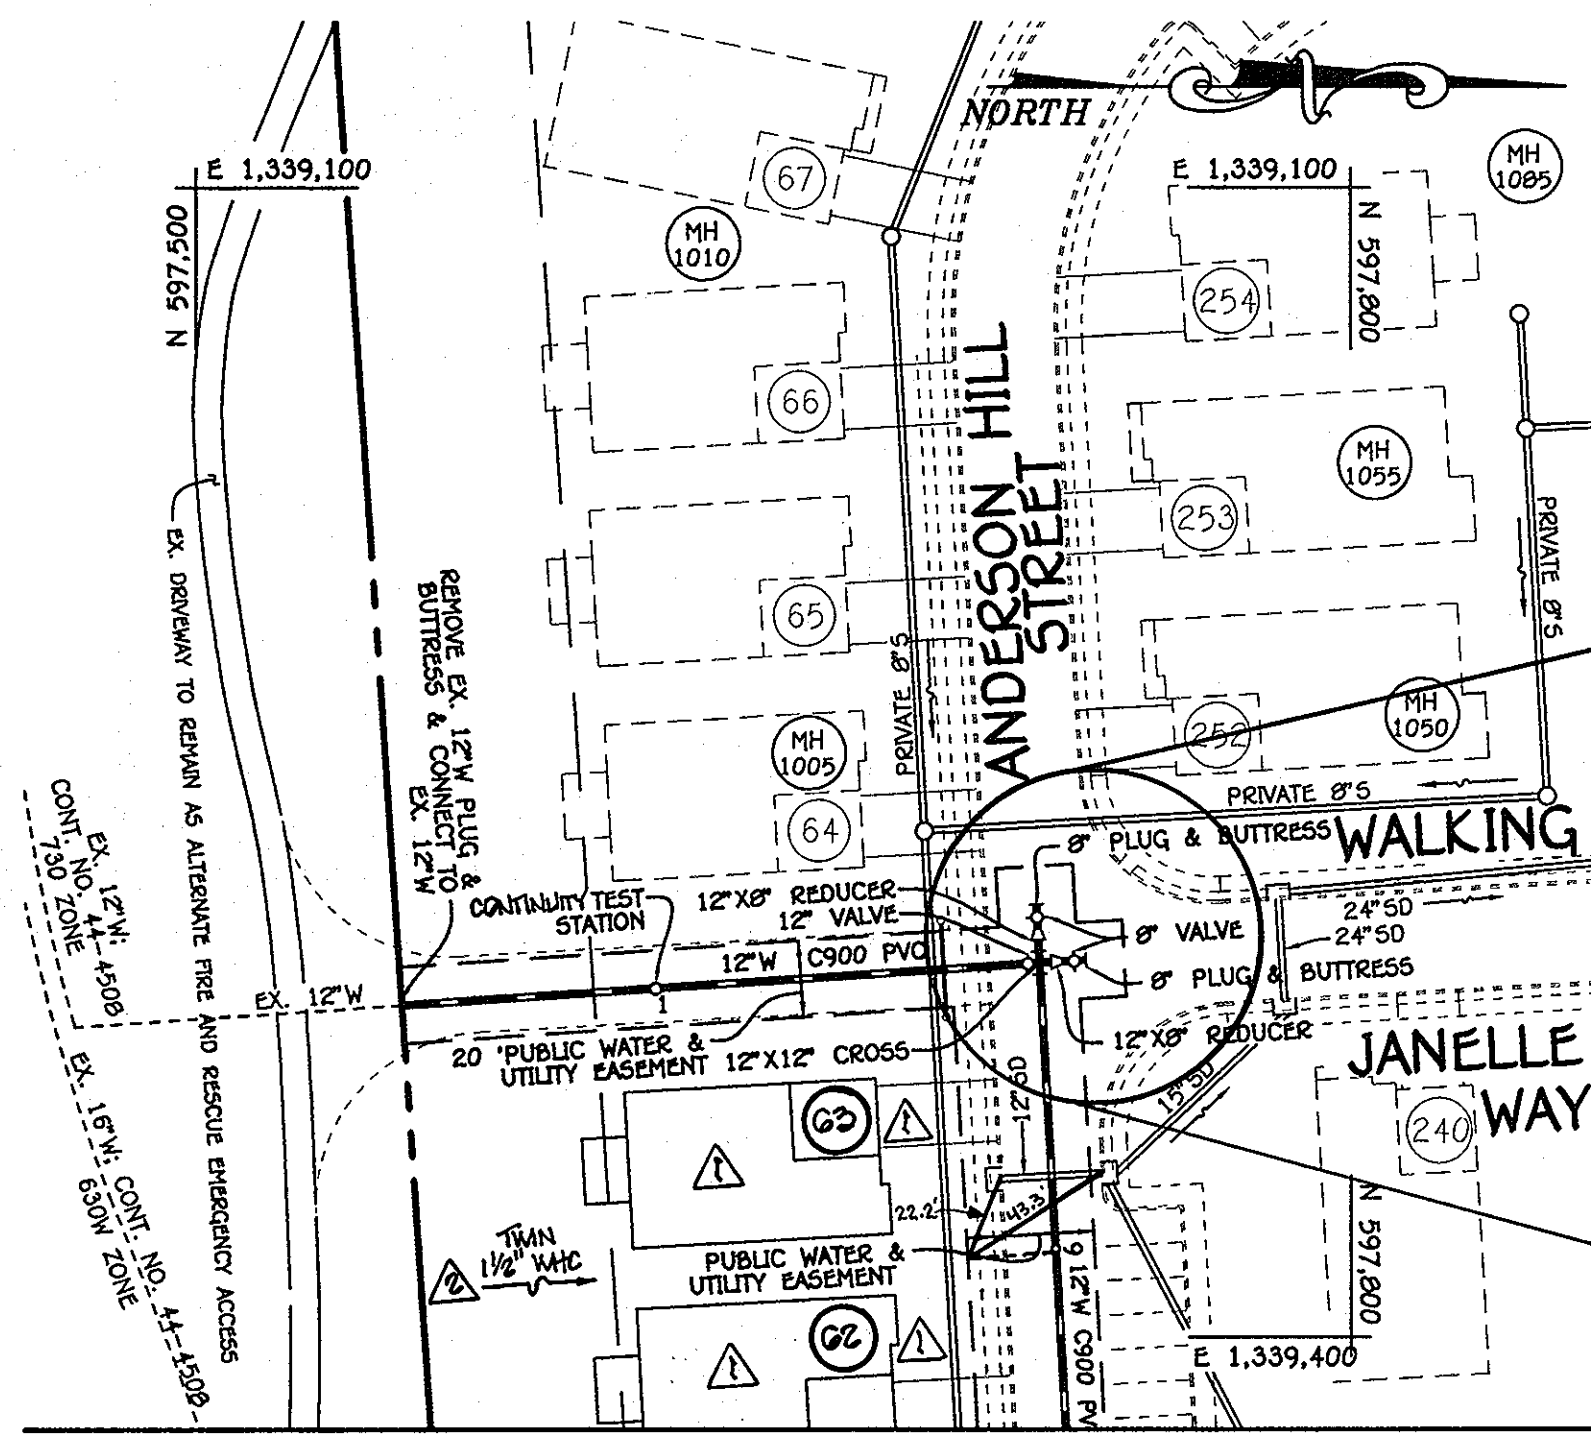 NORTH
E 1,339,100
N 597,500
67
MH
1010
E 1,339,100
N 597,800
MH
1085
254
66
ANDERSON HILL
STREET
253
MH
1055
PRIVATE 8"S
65
PRIVATE 8"S
252
MH
1050
MH
1005
64
PRIVATE 8"S
8" PLUG & BUTTRESS
WALKING
EX. DRIVEWAY TO REMAIN AS ALTERNATE FIRE AND RESCUE EMERGENCY ACCESS
REMOVE EX. 12"W PLUG &
BUTTRESS & CONNECT TO
EX. 12"W
EX. 12"W:
CONT. NO. 44-4508
730 ZONE
CONTINUITY TEST
STATION
12"X8" REDUCER
12" VALVE
8" VALVE
24"SD
24"SD
12"W C900 PVC
8" PLUG & BUTTRESS
EX. 12"W
1
20 'PUBLIC WATER &
UTILITY EASEMENT
12"X12" CROSS
12"X8" REDUCER
JANELLE
WAY
EX. 16"W: CONT. NO. 44-4508
630W ZONE
63
1
1
12"SD
15"SD
240
22.2'
43.3'
N 597,800
TWIN
1½" WHC
2
PUBLIC WATER &
UTILITY EASEMENT
9
12"W C900 PV
62
1
1
E 1,339,400